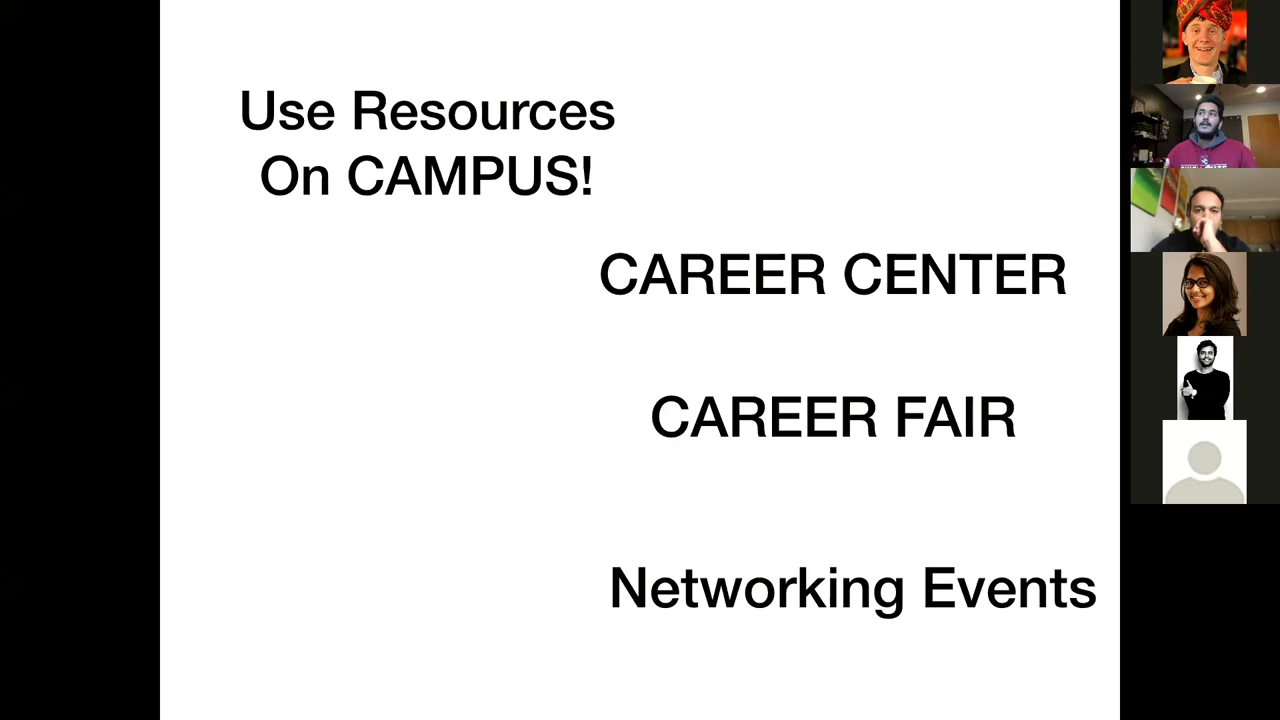 Use Resources
On CAMPUS!
CAREER CENTER
CAREER FAIR
Networking Events